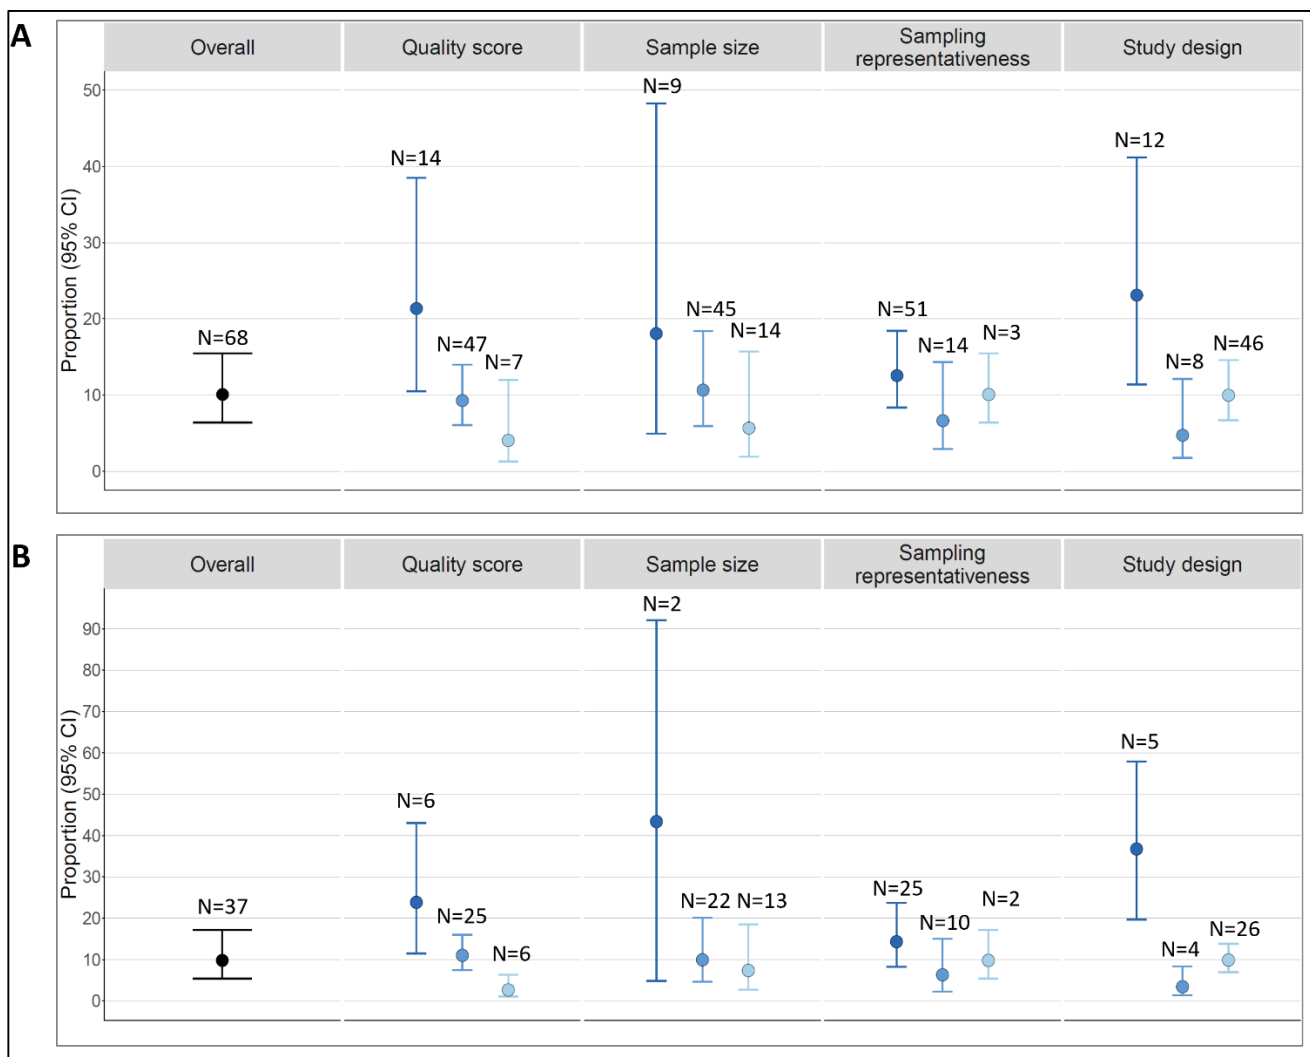 A
Overall
Quality score
Sample size
Sampling
representativeness
Study design
Proportion (95% CI)
50
40
30
20
10
0
N=68
N=14
N=47
N=7
N=9
N=45
N=14
N=51
N=14
N=3
N=12
N=8
N=46
B
Overall
Quality score
Sample size
Sampling
representativeness
Study design
Proportion (95% CI)
90
80
70
60
50
40
30
20
10
0
N=37
N=6
N=25
N=6
N=2
N=22
N=13
N=25
N=10
N=2
N=5
N=4
N=26